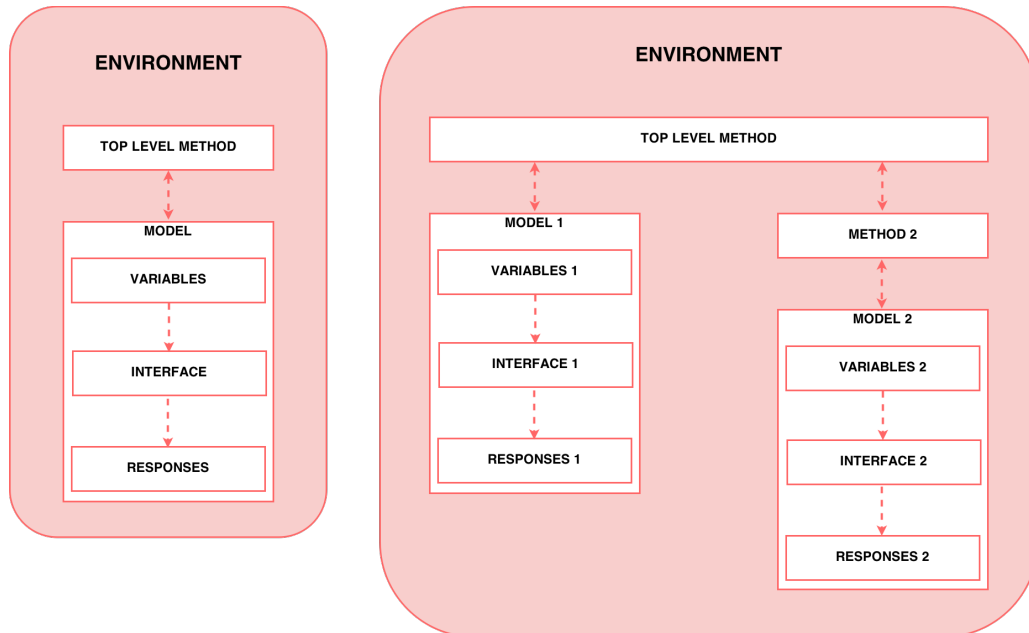 ENVIRONMENT
TOP LEVEL METHOD
MODEL
VARIABLES
INTERFACE
RESPONSES
ENVIRONMENT
TOP LEVEL METHOD
MODEL 1
VARIABLES 1
INTERFACE 1
RESPONSES 1
METHOD 2
MODEL 2
VARIABLES 2
INTERFACE 2
RESPONSES 2